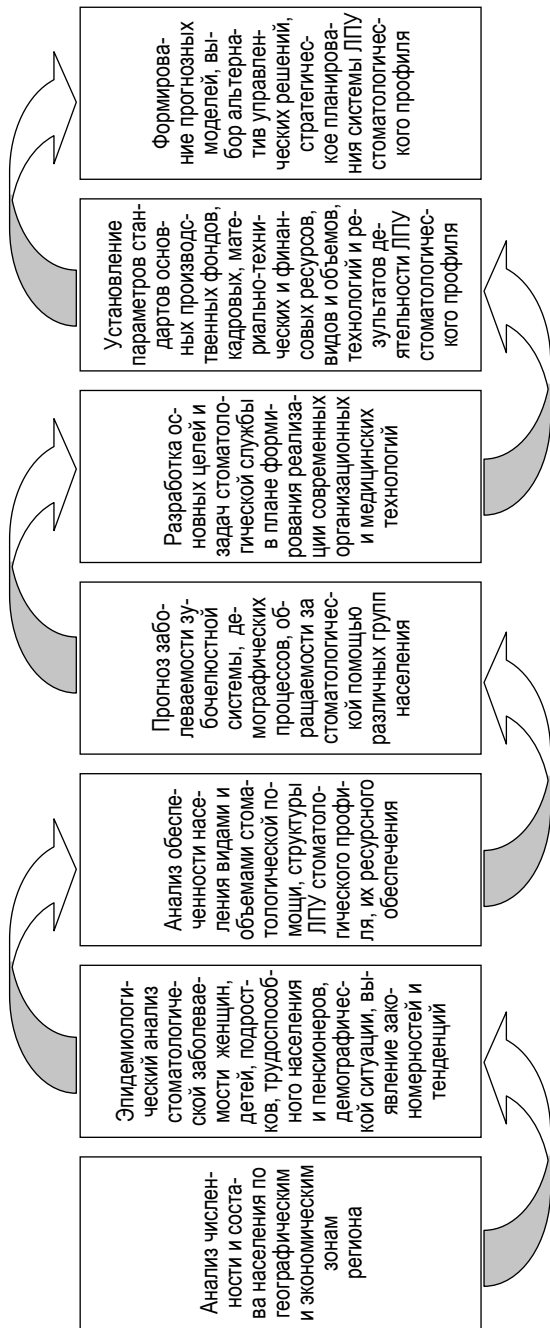 Анализ числен-
ности и соста-
ва населения по
географическим
и экономическим
зонам
региона
Эпидемиологи-
ческий анализ
стоматологиче-
ской заболевае-
мости женщин,
детей, подрост-
ков, трудоспособ-
ного населения
и пенсионеров,
демографичес-
кой ситуации, вы-
явление зако-
номерностей и
тенденций
Анализ обеспе-
ченности насе-
ления видами и
объемами стома-
тологической по-
мощи, структуры
ЛПУ стоматоло-
гического профи-
ля, их ресурсного
обеспечения
Прогноз забо-
леваемости зу-
бочелюстной
системы, де-
мографических
процессов, об-
ращаемости за
стоматологичес-
кой помощью
различных групп
населения
Разработка ос-
новных целей и
задач стоматоло-
гической службы
в плане форми-
рования реализа-
ции современных
организационных
и медицинских
технологий
Установление
параметров стан-
дартов основ-
ных производс-
твенных фондов,
кадровых, мате-
риально-техни-
ческих и финан-
совых ресурсов,
видов и объемов,
технологий и ре-
зультатов де-
ятельности ЛПУ
стоматологичес-
кого профиля
Формирова-
ние прогнозных
моделей, вы-
бор альтерна-
тив управлен-
ческих решений,
стратегичес-
кое планирова-
ния системы ЛПУ
стоматологичес-
кого профиля